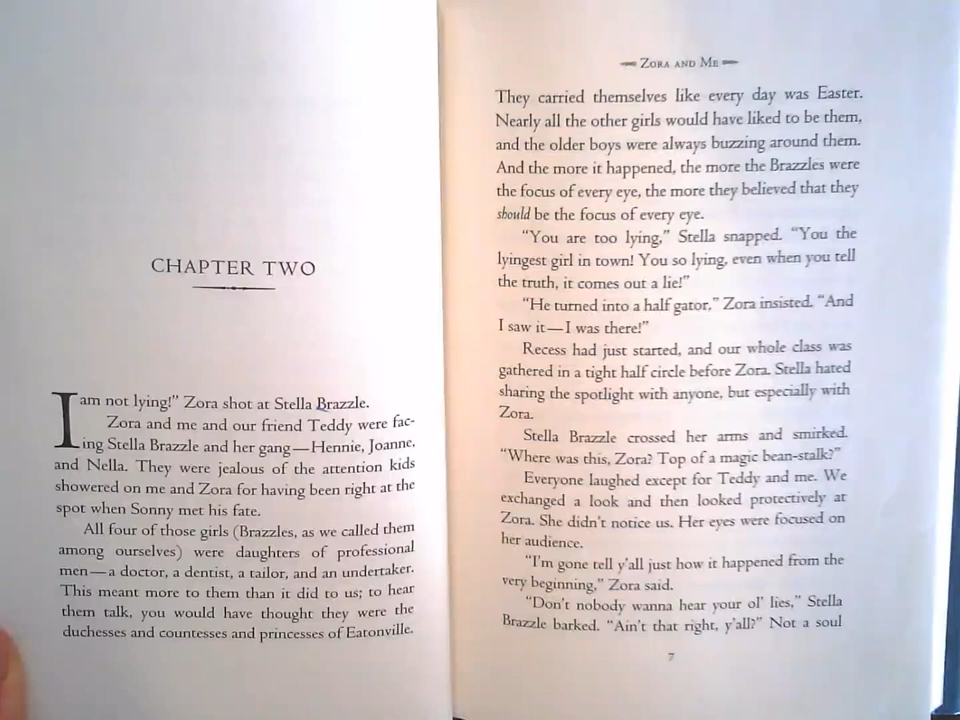 CHAPTER TWO
I am not lying!” Zora shot at Stella Brazzle.
Zora and me and our friend Teddy were fac-
ing Stella Brazzle and her gang—Hennie, Joanne,
and Nella. They were jealous of the attention kids
showered on me and Zora for having been right at the
spot when Sonny met his fate.
All four of those girls (Brazzles, as we called them
among ourselves) were daughters of professional
men—a doctor, a dentist, a tailor, and an undertaker.
This meant more to them than it did to us; to hear
them talk, you would have thought they were the
duchesses and countesses and princesses of Eatonville.
ZORA AND ME
They carried themselves like every day was Easter.
Nearly all the other girls would have liked to be them,
and the older boys were always buzzing around them.
And the more it happened, the more the Brazzles were
the focus of every eye, the more they believed that they
should be the focus of every eye.
“You are too lying,” Stella snapped. “You the
lyingest girl in town! You so lying, even when you tell
the truth, it comes out a lie!”
“He turned into a half gator,” Zora insisted. “And
I saw it—I was there!”
Recess had just started, and our whole class was
gathered in a tight half circle before Zora. Stella hated
sharing the spotlight with anyone, but especially with
Zora.
Stella Brazzle crossed her arms and smirked.
“Where was this, Zora? Top of a magic bean-stalk?”
Everyone laughed except for Teddy and me. We
exchanged a look and then looked protectively at
Zora. She didn’t notice us. Her eyes were focused on
her audience.
“I’m gone tell y’all just how it happened from the
very beginning,” Zora said.
“Don’t nobody wanna hear your ol’ lies,” Stella
Brazzle barked. “Ain’t that right, y’all?” Not a soul
7